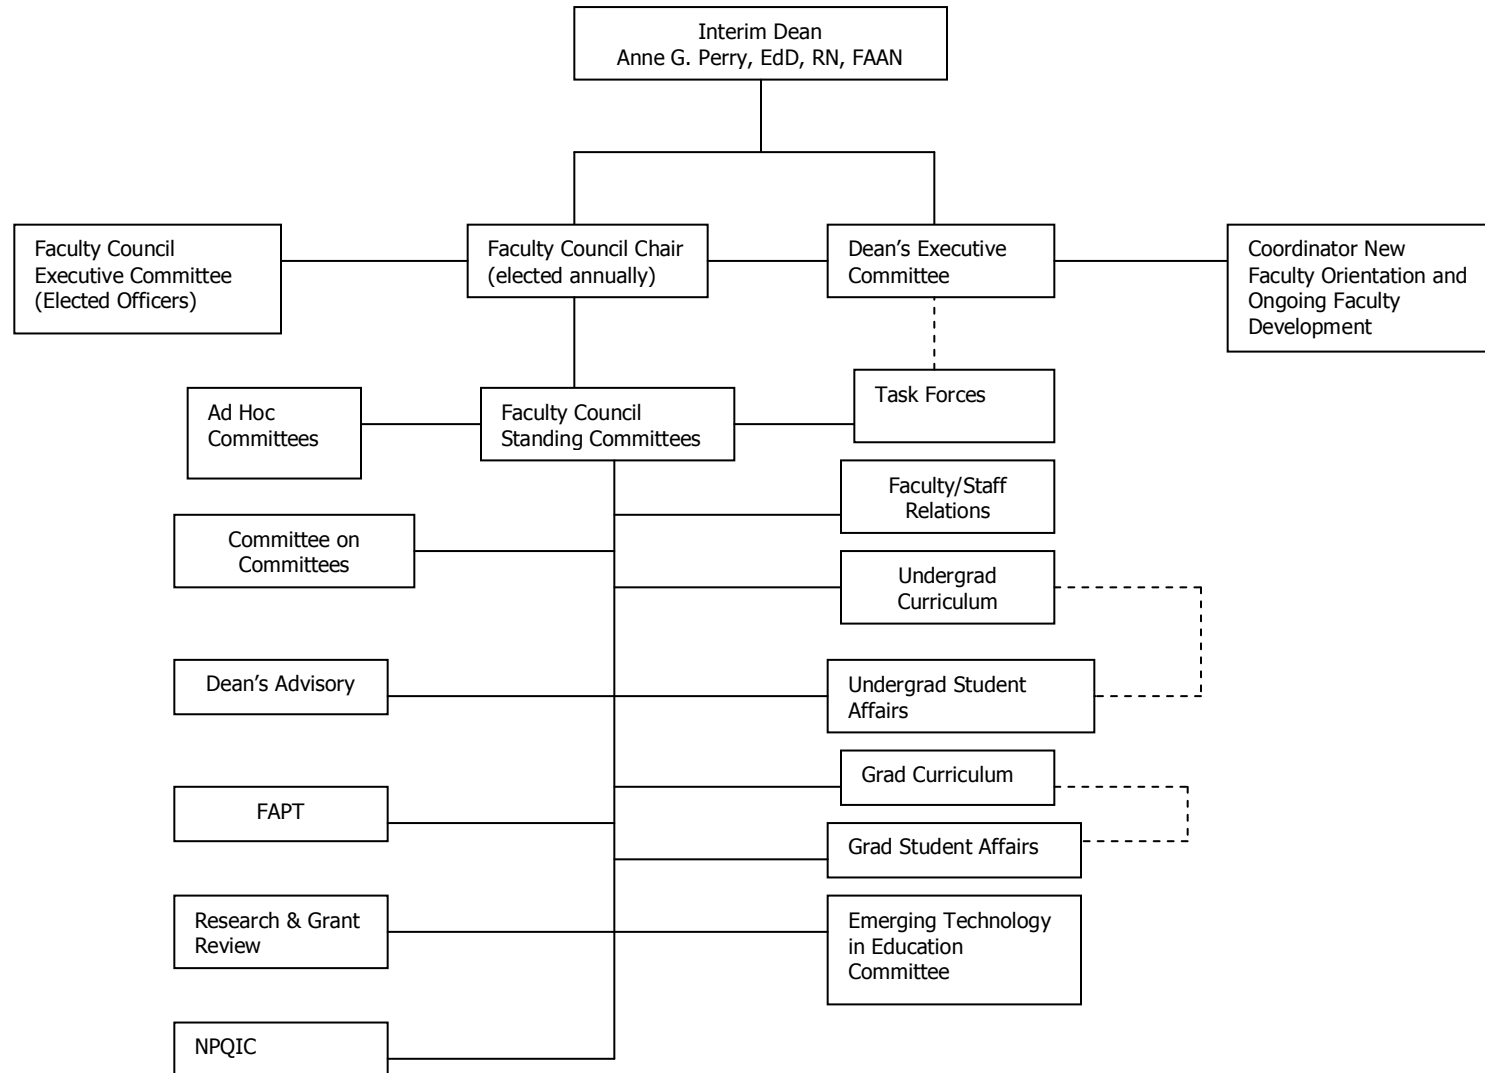 Interim Dean
Anne G. Perry, EdD, RN, FAAN
Faculty Council
Executive Committee
(Elected Officers)
Faculty Council Chair
(elected annually)
Dean’s Executive
Committee
Coordinator New
Faculty Orientation and
Ongoing Faculty
Development
Ad Hoc
Committees
Faculty Council
Standing Committees
Task Forces
Faculty/Staff
Relations
Committee on
Committees
Undergrad
Curriculum
Dean’s Advisory
Undergrad Student
Affairs
Grad Curriculum
FAPT
Grad Student Affairs
Research & Grant
Review
Emerging Technology
in Education
Committee
NPQIC